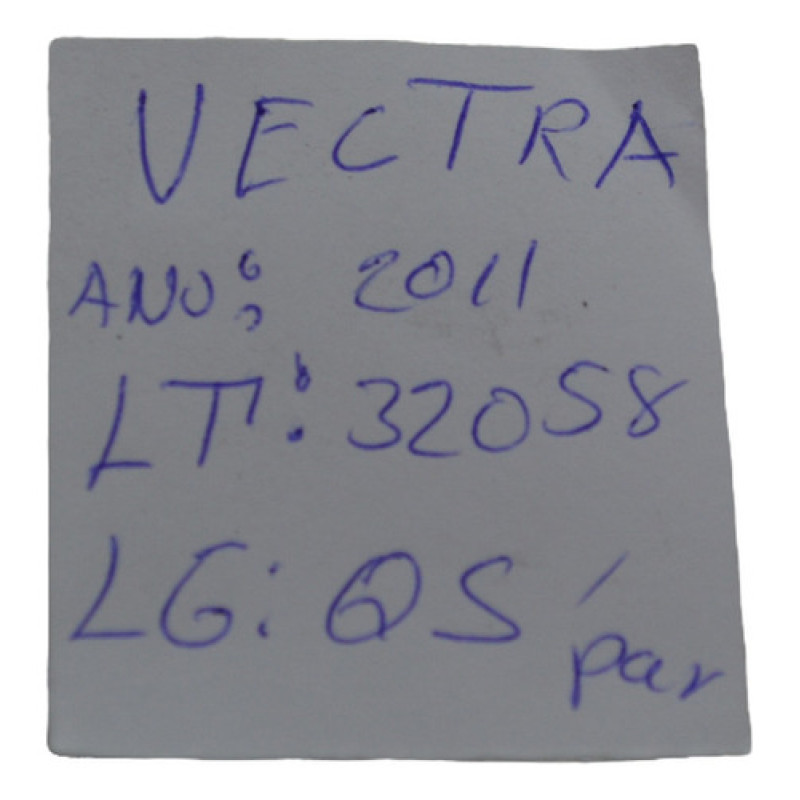 VECTRA
ANO: 2011
LT: 32058
LG: QS
par